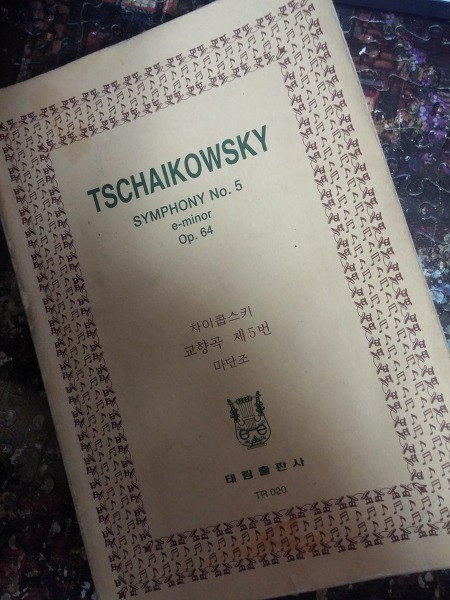 TSCHAIKOWSKY
SYMPHONY No. 5
e-minor
Op. 64
차이콥스키
교향곡 제5번
마단조
태림출판사
TR 020